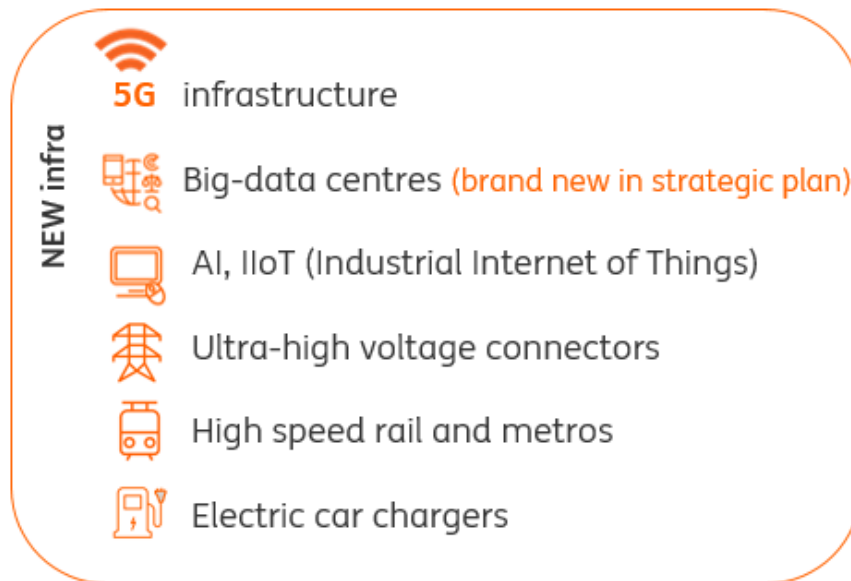 NEW infra
5G infrastructure
Big-data centres (brand new in strategic plan)
AI, IIoT (Industrial Internet of Things)
Ultra-high voltage connectors
High speed rail and metros
Electric car chargers